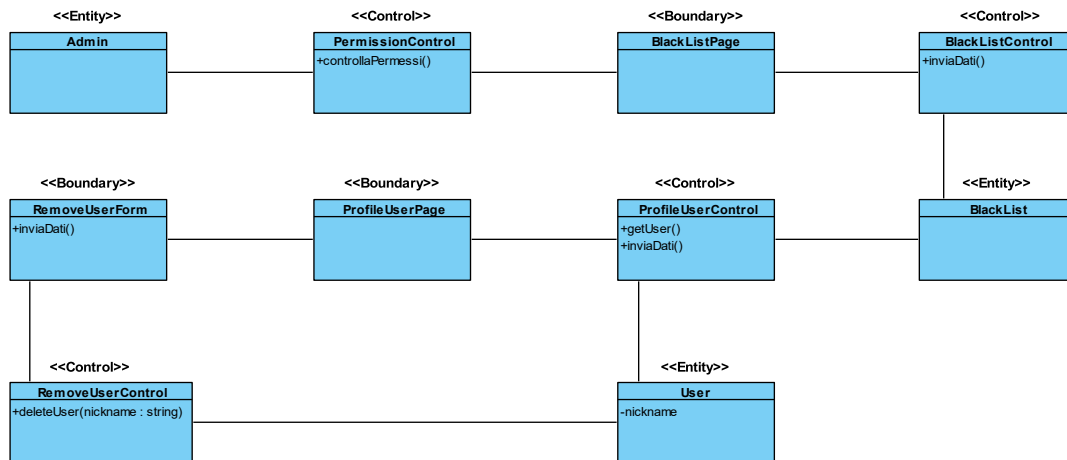 <<Entity>>
Admin
<<Control>>
PermissionControl
+controllaPermessi()
<<Boundary>>
BlackListPage
<<Control>>
BlackListControl
+inviaDati()
<<Boundary>>
RemoveUserForm
+inviaDati()
<<Boundary>>
ProfileUserPage
<<Control>>
ProfileUserControl
+getUser()
+inviaDati()
<<Entity>>
BlackList
<<Control>>
RemoveUserControl
+deleteUser(nickname : string)
<<Entity>>
User
-nickname